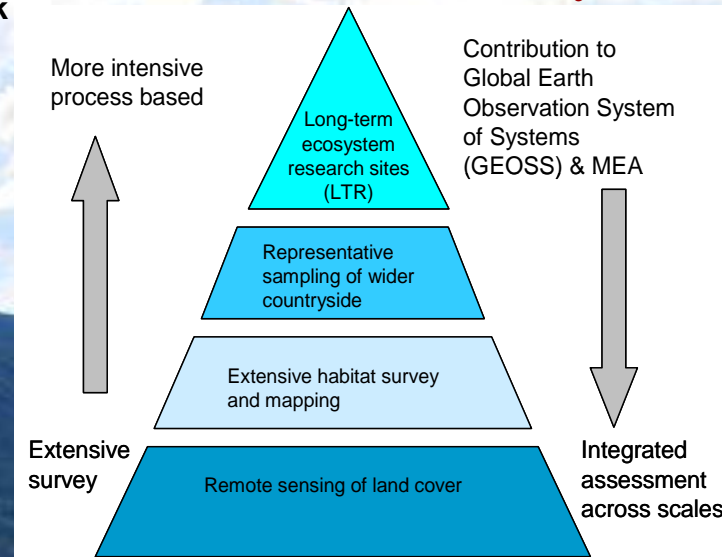 k
More intensive
process based
Contribution to
Global Earth
Observation System
of Systems
(GEOSS) & MEA
Long-term
ecosystem
research sites
(LTR)
Representative
sampling of wider
countryside
Extensive habitat survey
and mapping
Extensive
survey
Remote sensing of land cover
Integrated
assessment
across scales